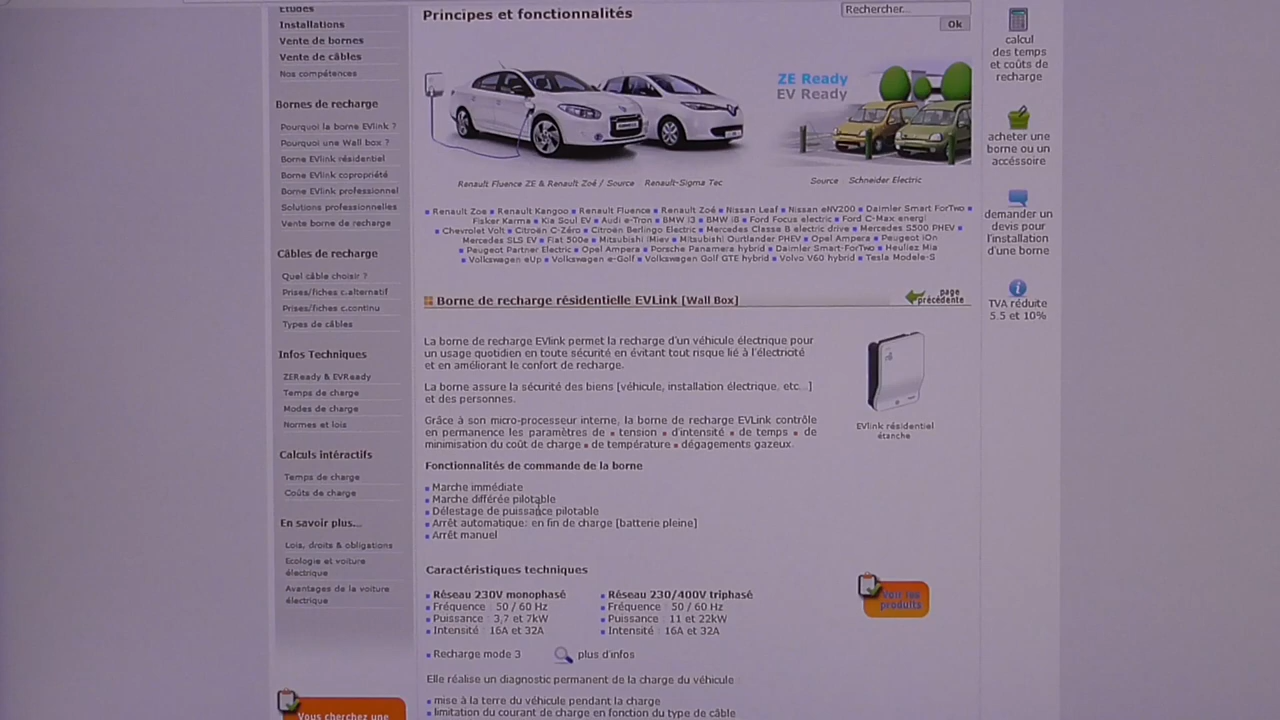 Etudes
Installations
Vente de bornes
Vente de câbles
Nos compétences
Bornes de recharge
Pourquoi la borne EVlink ?
Pourquoi une Wall box ?
Borne EVlink résidentiel
Borne EVlink copropriété
Borne EVlink professionnel
Solutions professionnelles
Vente borne de recharge
Câbles de recharge
Quel câble choisir ?
Prises/fiches c.alternatif
Prises/fiches c.continu
Types de câbles
Infos Techniques
ZEReady & EVReady
Temps de charge
Modes de charge
Normes et lois
Calculs intéractifs
Temps de charge
Coûts de charge
En savoir plus...
Lois, droits & obligations
Ecologie et voiture
électrique
Avantages de la voiture
électrique
Vous cherchez une
Principes et fonctionnalités
Rechercher...
Ok
ZE Ready
EV Ready
Renault Fluence ZE & Renault Zoé / Source : Renault-Sigma Tec
Source : Schneider Electric
Renault Zoe ▪ Renault Kangoo ▪ Renault Fluence ▪ Renault Zoé ▪ Nissan Leaf ▪ Nissan eNV200 ▪ Daimler Smart ForTwo ▪
Fisker Karma ▪ Kia Soul EV ▪ Audi e-Tron ▪ BMW i3 ▪ BMW i8 ▪ Ford Focus electric ▪ Ford C-Max energi
▪ Chevrolet Volt ▪ Citroën C-Zéro ▪ Citroën Berlingo Electric ▪ Mercedes Classe B electric drive ▪ Mercedes S500 PHEV ▪
Mercedes SLS EV ▪ Fiat 500e ▪ Mitsubishi iMiev ▪ Mitsubishi Ourtlander PHEV ▪ Opel Ampera ▪ Peugeot iOn
▪ Peugeot Partner Electric ▪ Opel Ampera ▪ Porsche Panamera hybrid ▪ Daimler Smart-ForTwo ▪ Heuliez Mia
▪ Volkswagen eUp ▪ Volkswagen e-Golf ▪ Volkswagen Golf GTE hybrid ▪ Volvo V60 hybrid ▪ Tesla Modele-S
Borne de recharge résidentielle EVLink [Wall Box]
page
précédente
La borne de recharge EVlink permet la recharge d'un véhicule électrique pour
un usage quotidien en toute sécurité en évitant tout risque lié à l'électricité
et en améliorant le confort de recharge.
La borne assure la sécurité des biens [véhicule, installation électrique, etc...]
et des personnes.
Grâce à son micro-processeur interne, la borne de recharge EVLink contrôle
en permanence les paramètres de ▪ tension ▪ d'intensité ▪ de temps ▪ de
minimisation du coût de charge ▪ de température ▪ dégagements gazeux.
EVlink résidentiel
étanche
Fonctionnalités de commande de la borne
Marche immédiate
Marche différée pilotable
Délestage de puissance pilotable
Arrêt automatique: en fin de charge [batterie pleine]
Arrêt manuel
Caractéristiques techniques
Réseau 230V monophasé
Fréquence : 50 / 60 Hz
Puissance : 3,7 et 7kW
Intensité : 16A et 32A
Réseau 230/400V triphasé
Fréquence : 50 / 60 Hz
Puissance : 11 et 22kW
Intensité : 16A et 32A
Recharge mode 3
plus d'infos
Voir les
produits
Elle réalise un diagnostic permanent de la charge du véhicule :
mise à la terre du véhicule pendant la charge
limitation du courant de charge en fonction du type de câble
calcul
des temps
et coûts de
recharge
acheter une
borne ou un
accéssoire
demander un
devis pour
l'installation
d'une borne
TVA réduite
5.5 et 10%